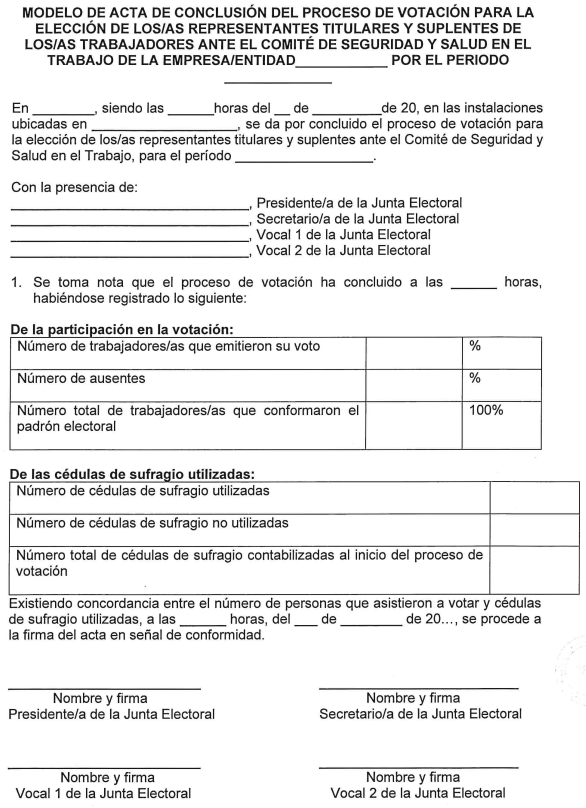 MODELO DE ACTA DE CONCLUSIÓN DEL PROCESO DE VOTACIÓN PARA LA
ELECCIÓN DE LOS/AS REPRESENTANTES TITULARES Y SUPLENTES DE
LOS/AS TRABAJADORES ANTE EL COMITÉ DE SEGURIDAD Y SALUD EN EL
TRABAJO DE LA EMPRESA/ENTIDAD____________ POR EL PERIODO
______________
En ________, siendo las ______horas del __ de _________de 20, en las instalaciones
ubicadas en ___________________, se da por concluido el proceso de votación para
la elección de los/as representantes titulares y suplentes ante el Comité de Seguridad y
Salud en el Trabajo, para el período __________________.
Con la presencia de:
_______________________________, Presidente/a de la Junta Electoral
_______________________________, Secretario/a de la Junta Electoral
_______________________________, Vocal 1 de la Junta Electoral
_______________________________, Vocal 2 de la Junta Electoral
1. Se toma nota que el proceso de votación ha concluido a las ______ horas,
habiéndose registrado lo siguiente:
De la participación en la votación:
Número de trabajadores/as que emitieron su voto %
Número de ausentes %
Número total de trabajadores/as que conformaron el 100%
padrón electoral
De las cédulas de sufragio utilizadas:
Número de cédulas de sufragio utilizadas
Número de cédulas de sufragio no utilizadas
Número total de cédulas de sufragio contabilizadas al inicio del proceso de
votación
Existiendo concordancia entre el número de personas que asistieron a votar y cédulas
de sufragio utilizadas, a las ______ horas, del ___ de ________ de 20..., se procede a
la firma del acta en señal de conformidad.
_________________________ __________________________
Nombre y firma Nombre y firma
Presidente/a de la Junta Electoral Secretario/a de la Junta Electoral
_________________________ __________________________
Nombre y firma Nombre y firma
Vocal 1 de la Junta Electoral Vocal 2 de la Junta Electoral